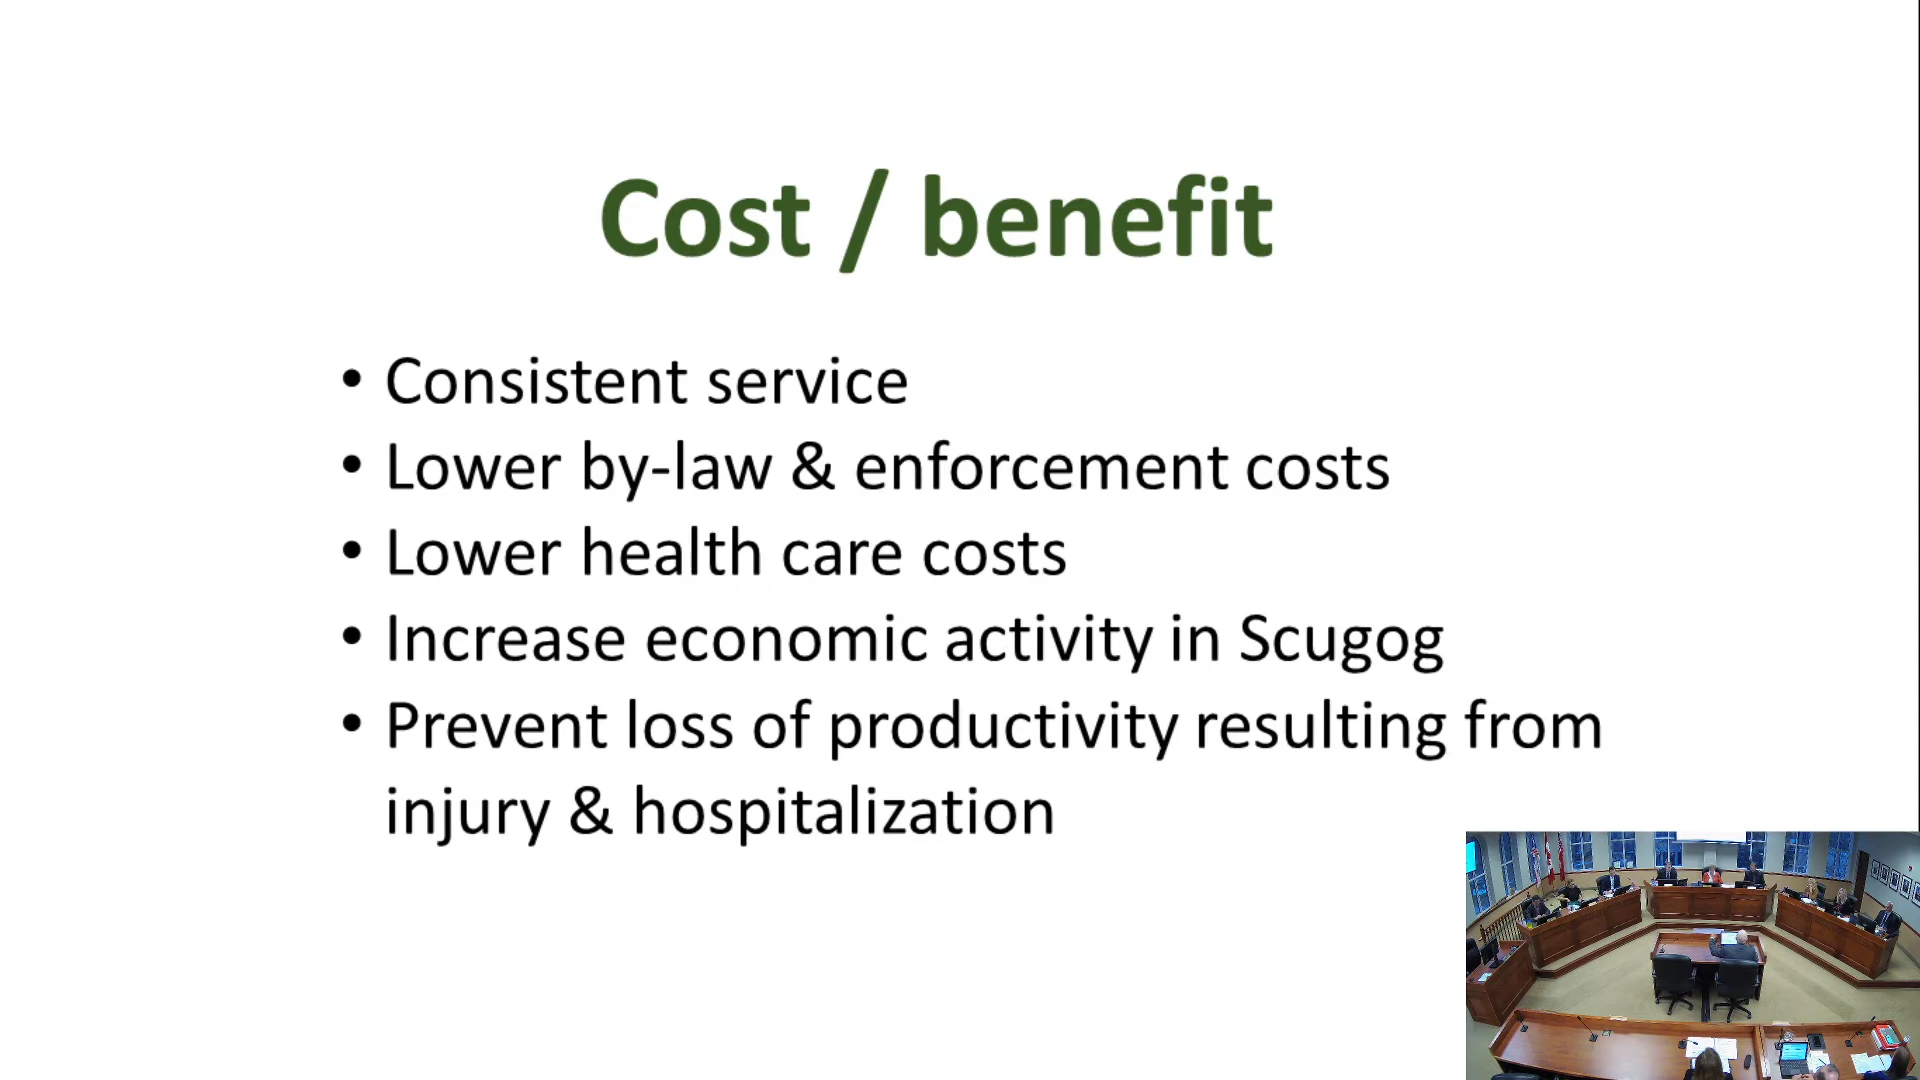 Cost / benefit
• Consistent service
• Lower by-law & enforcement costs
• Lower health care costs
• Increase economic activity in Scugog
• Prevent loss of productivity resulting from
injury & hospitalization